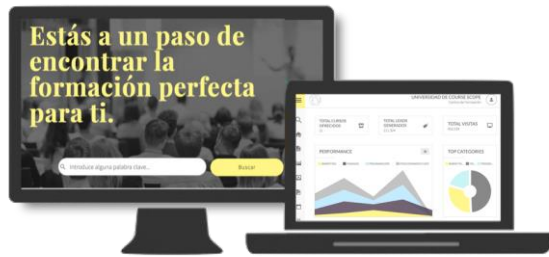 Estás a un paso de
encontrar la
formación perfecta
para ti.
Introduce alguna palabra clave...
Buscar
UNIVERSIDAD DE COURSE SCOPE
TOTAL CURSOS
OFRECIDOS
TOTAL LEADS
GENERADOS
TOTAL VISITAS
PERFORMANCE
TOP CATEGORIES